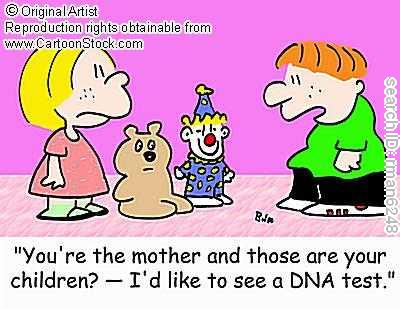 © Original Artist
Reproduction rights obtainable from
www.CartoonStock.com
search ID: rman6248
"You're the mother and those are your
children? — I'd like to see a DNA test."